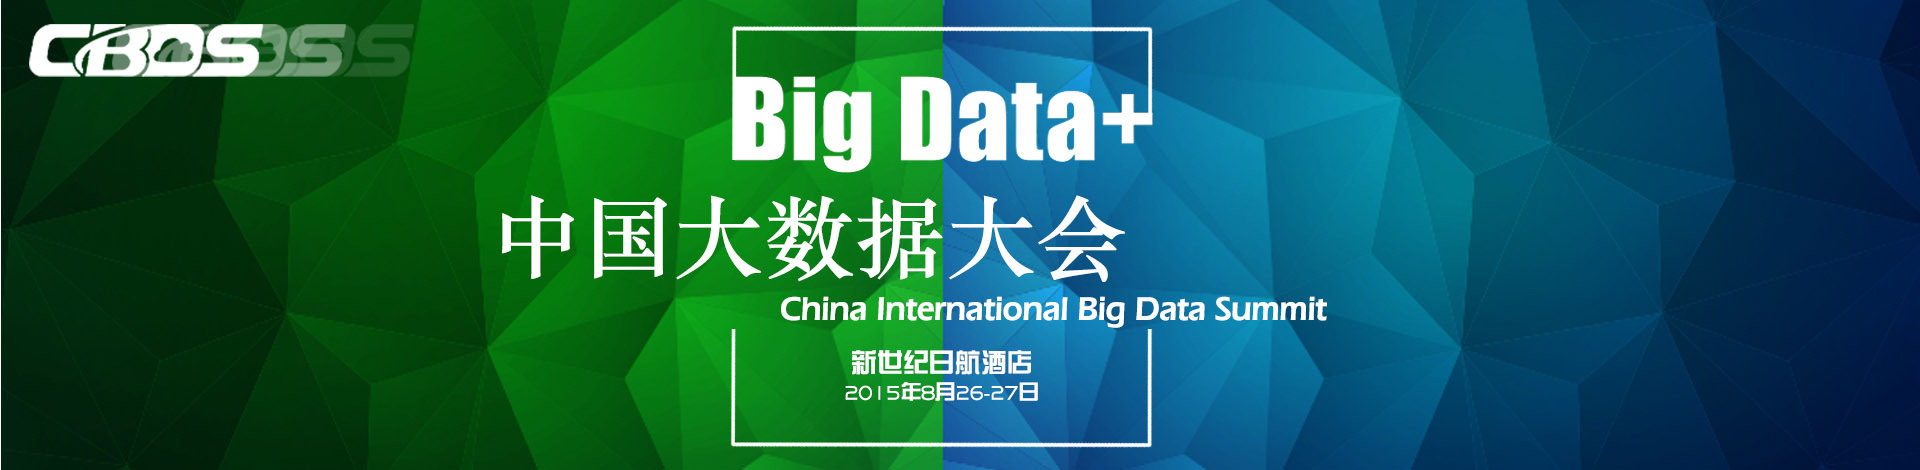 CBDS
Big Data+
中国大数据大会
China International Big Data Summit
新世纪日航酒店
2015年8月26-27日